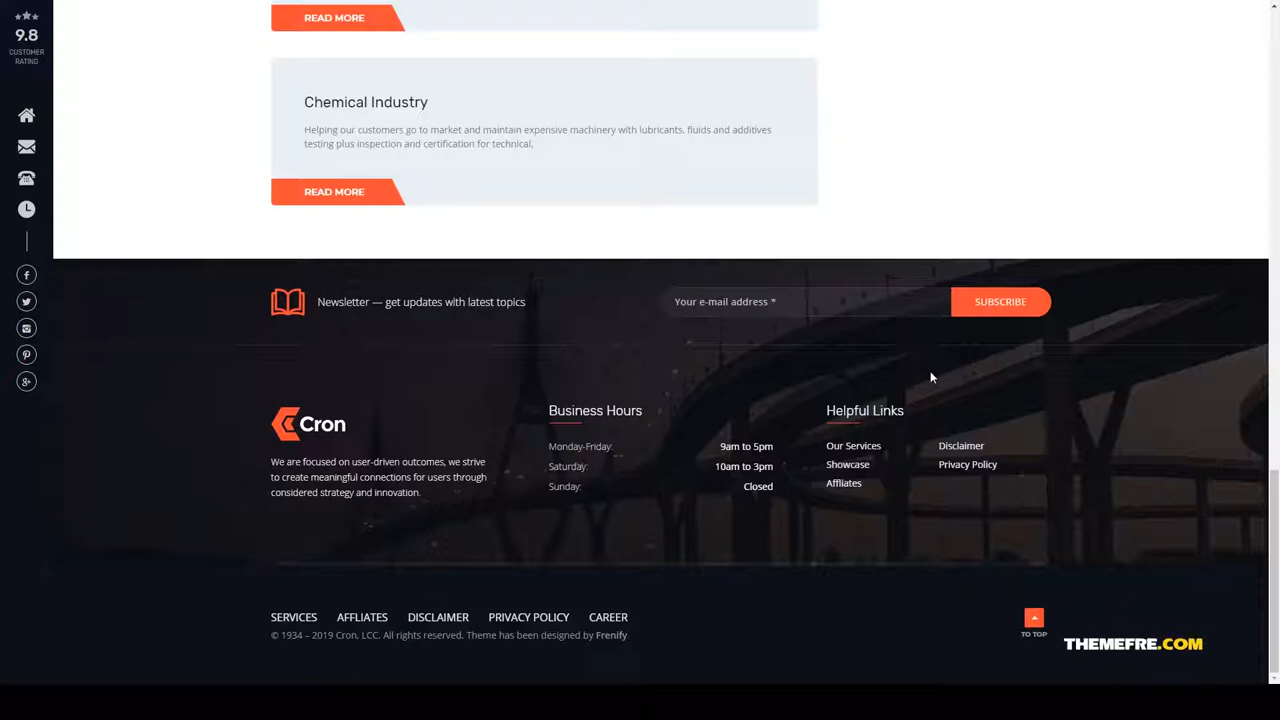 9.8
CUSTOMER
RATING
READ MORE
Chemical Industry
Helping our customers go to market and maintain expensive machinery with lubricants. fluids and additives
testing plus inspection and certification for technical.
READ MORE
Newsletter — get updates with latest topics
Your e-mail address *
SUBSCRIBE
Cron
We are focused on user-driven outcomes, we strive
to create meaningful connections for users through
considered strategy and innovation.
Business Hours
Monday-Friday: 9am to 5pm
Saturday: 10am to 3pm
Sunday: Closed
Helpful Links
Our Services Disclaimer
Showcase Privacy Policy
Affliates
SERVICES AFFLIATES DISCLAIMER PRIVACY POLICY CAREER
© 1934 – 2019 Cron, LCC. All rights reserved. Theme has been designed by Frenify
TO TOP
THEMEFRE.COM